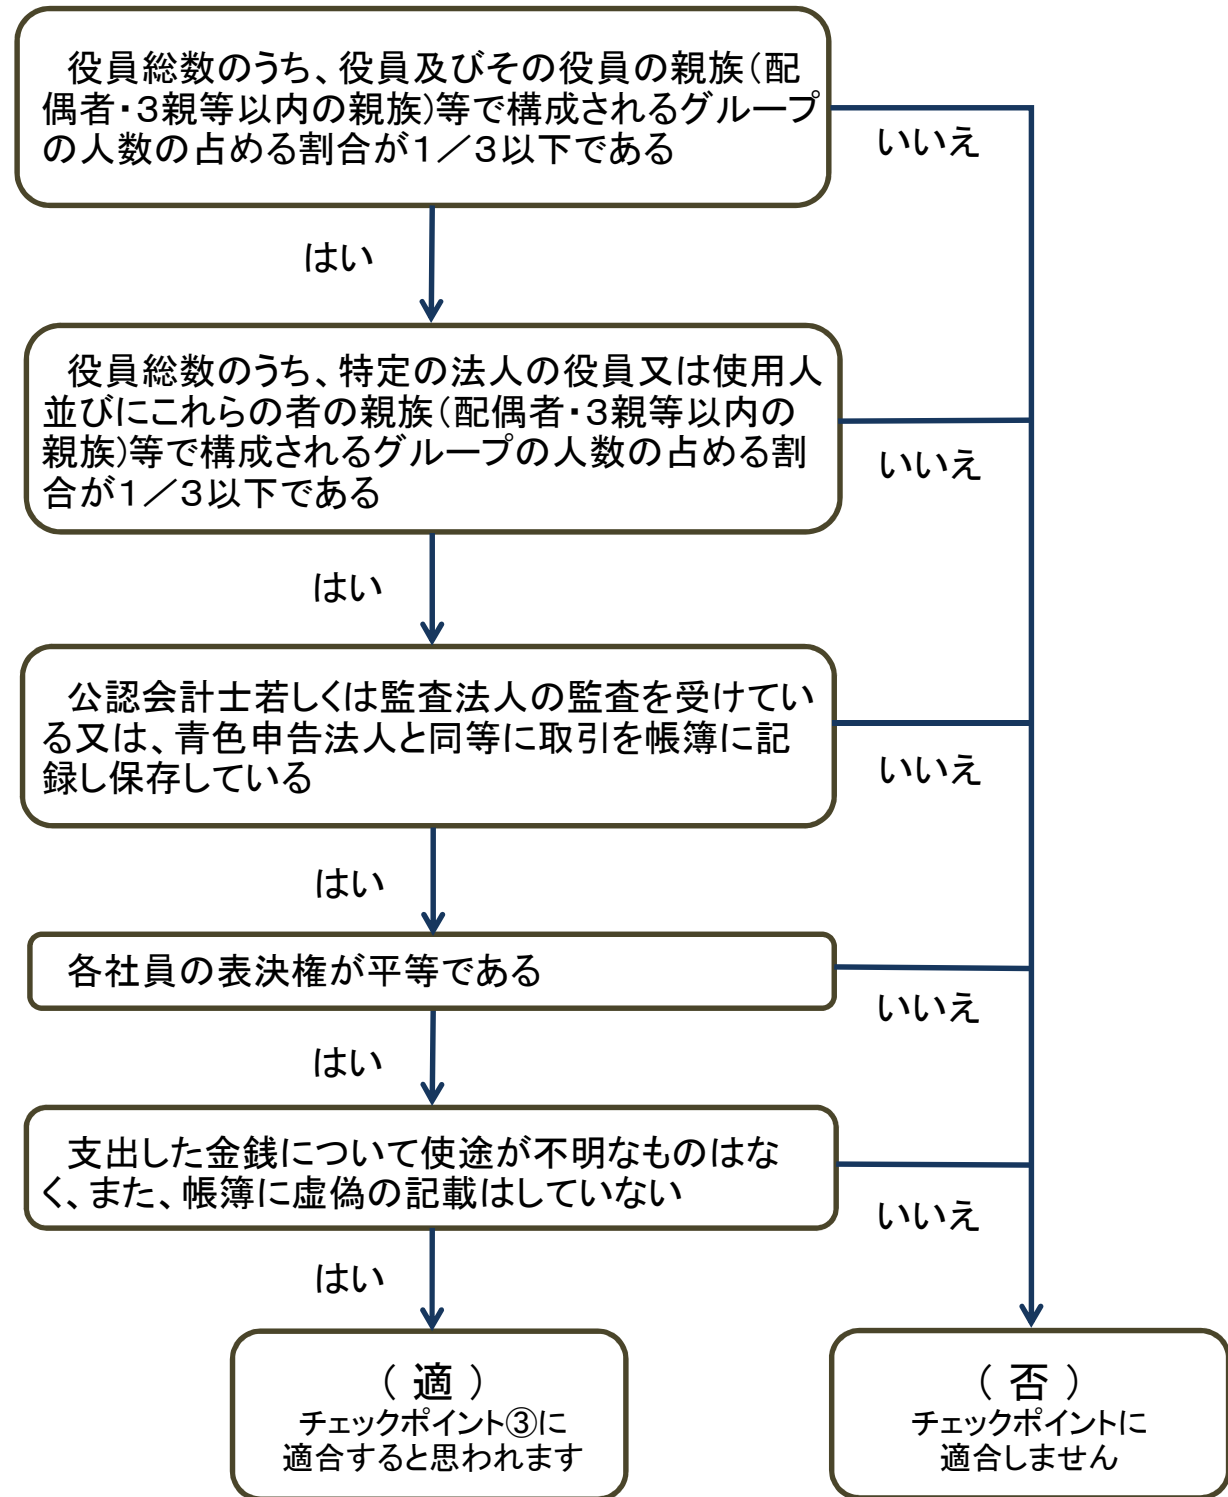 役員総数のうち、役員及びその役員の親族(配
偶者・３親等以内の親族)等で構成されるグループ
の人数の占める割合が１／３以下である
いいえ
はい
役員総数のうち、特定の法人の役員又は使用人
並びにこれらの者の親族(配偶者・３親等以内の
親族)等で構成されるグループの人数の占める割
合が１／３以下である
いいえ
はい
公認会計士若しくは監査法人の監査を受けてい
る又は、青色申告法人と同等に取引を帳簿に記
録し保存している
いいえ
はい
各社員の表決権が平等である
いいえ
はい
支出した金銭について使途が不明なものはな
く、また、帳簿に虚偽の記載はしていない
いいえ
はい
（ 適 ）
チェックポイント③に
適合すると思われます
（ 否 ）
チェックポイントに
適合しません